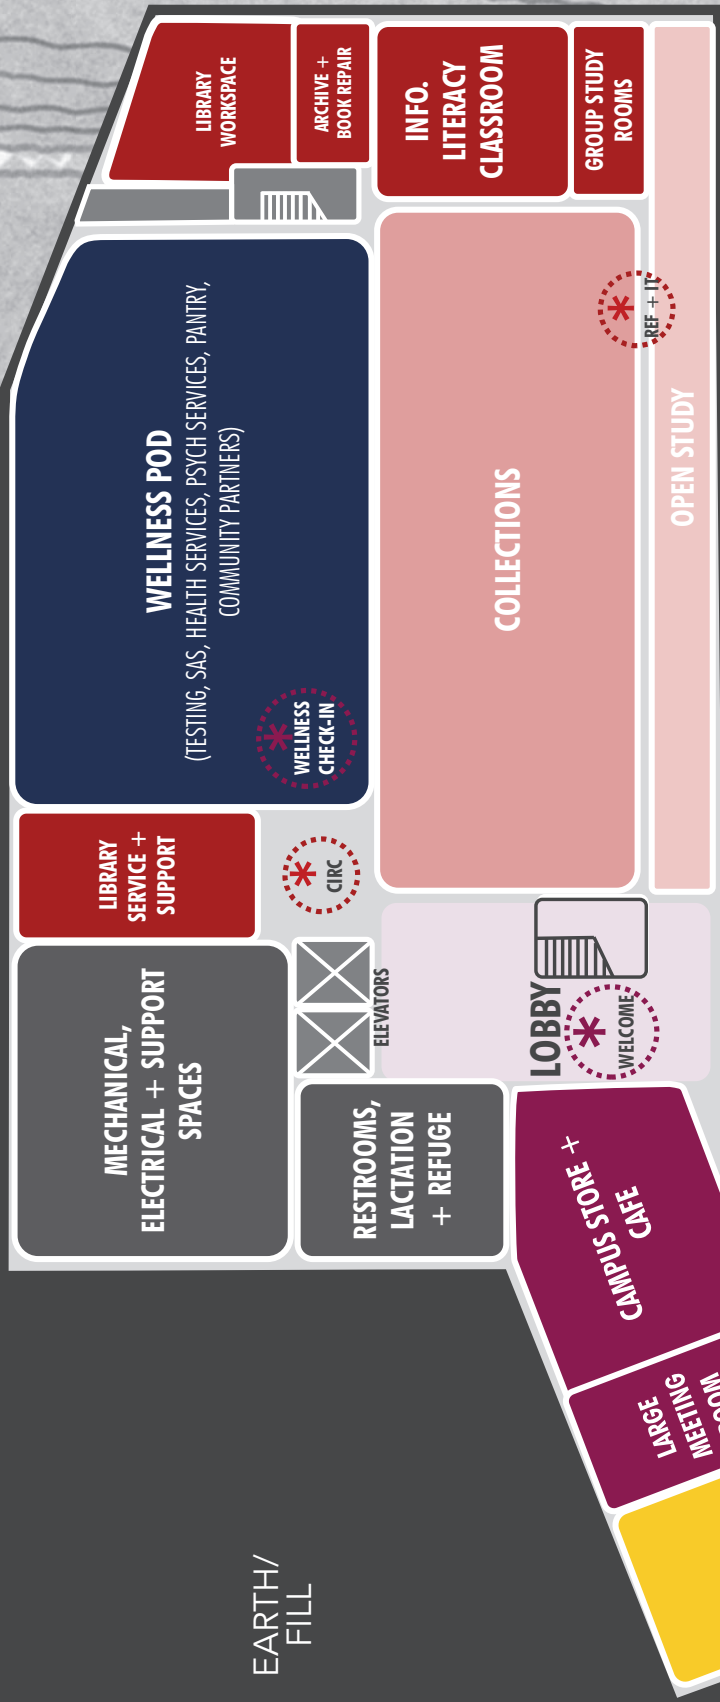 LIBRARY
WORKSPACE
ARCHIVE +
BOOK REPAIR
INFO.
LITERACY
CLASSROOM
GROUP STUDY
ROOMS
WELLNESS POD
(TESTING, SAS, HEALTH SERVICES, PSYCH SERVICES, PANTRY,
COMMUNITY PARTNERS)
WELLNESS
CHECK-IN
COLLECTIONS
REF + IT
OPEN STUDY
LIBRARY
SERVICE +
SUPPORT
CIRC
MECHANICAL,
ELECTRICAL + SUPPORT
SPACES
ELEVATORS
LOBBY
WELCOME
RESTROOMS,
LACTATION
+ REFUGE
CAMPUS STORE +
CAFE
LARGE
MEETING
ROOM
EARTH/
FILL